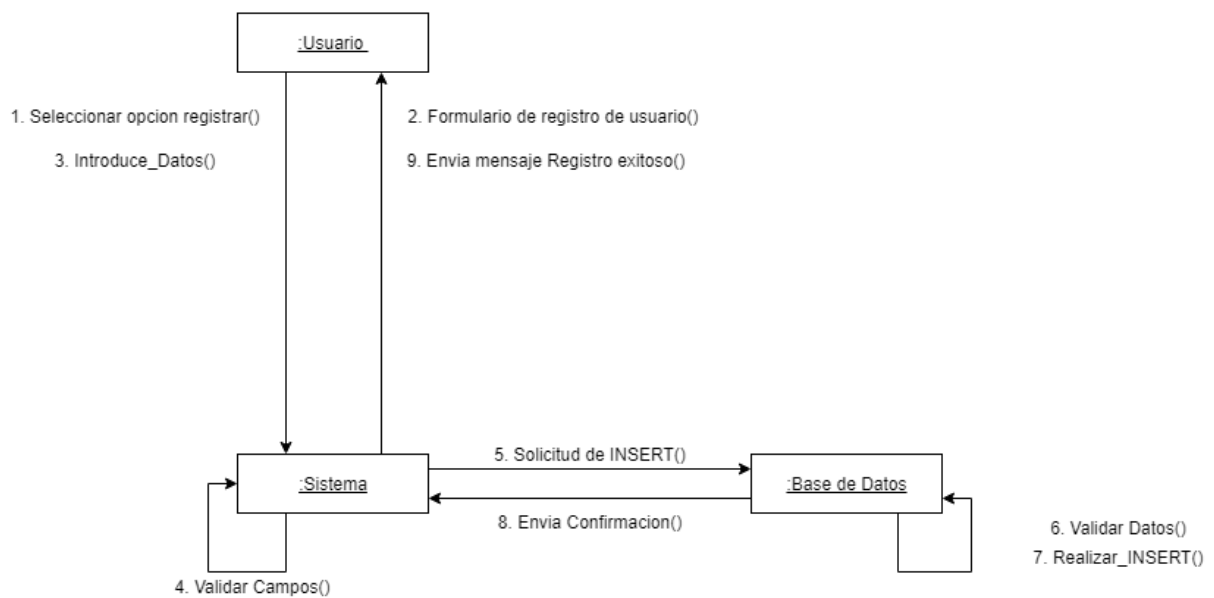 :Usuario
1. Seleccionar opcion registrar()
2. Formulario de registro de usuario()
3. Introduce_Datos()
9. Envia mensaje Registro exitoso()
5. Solicitud de INSERT()
:Sistema
:Base de Datos
8. Envia Confirmacion()
6. Validar Datos()
7. Realizar_INSERT()
4. Validar Campos()